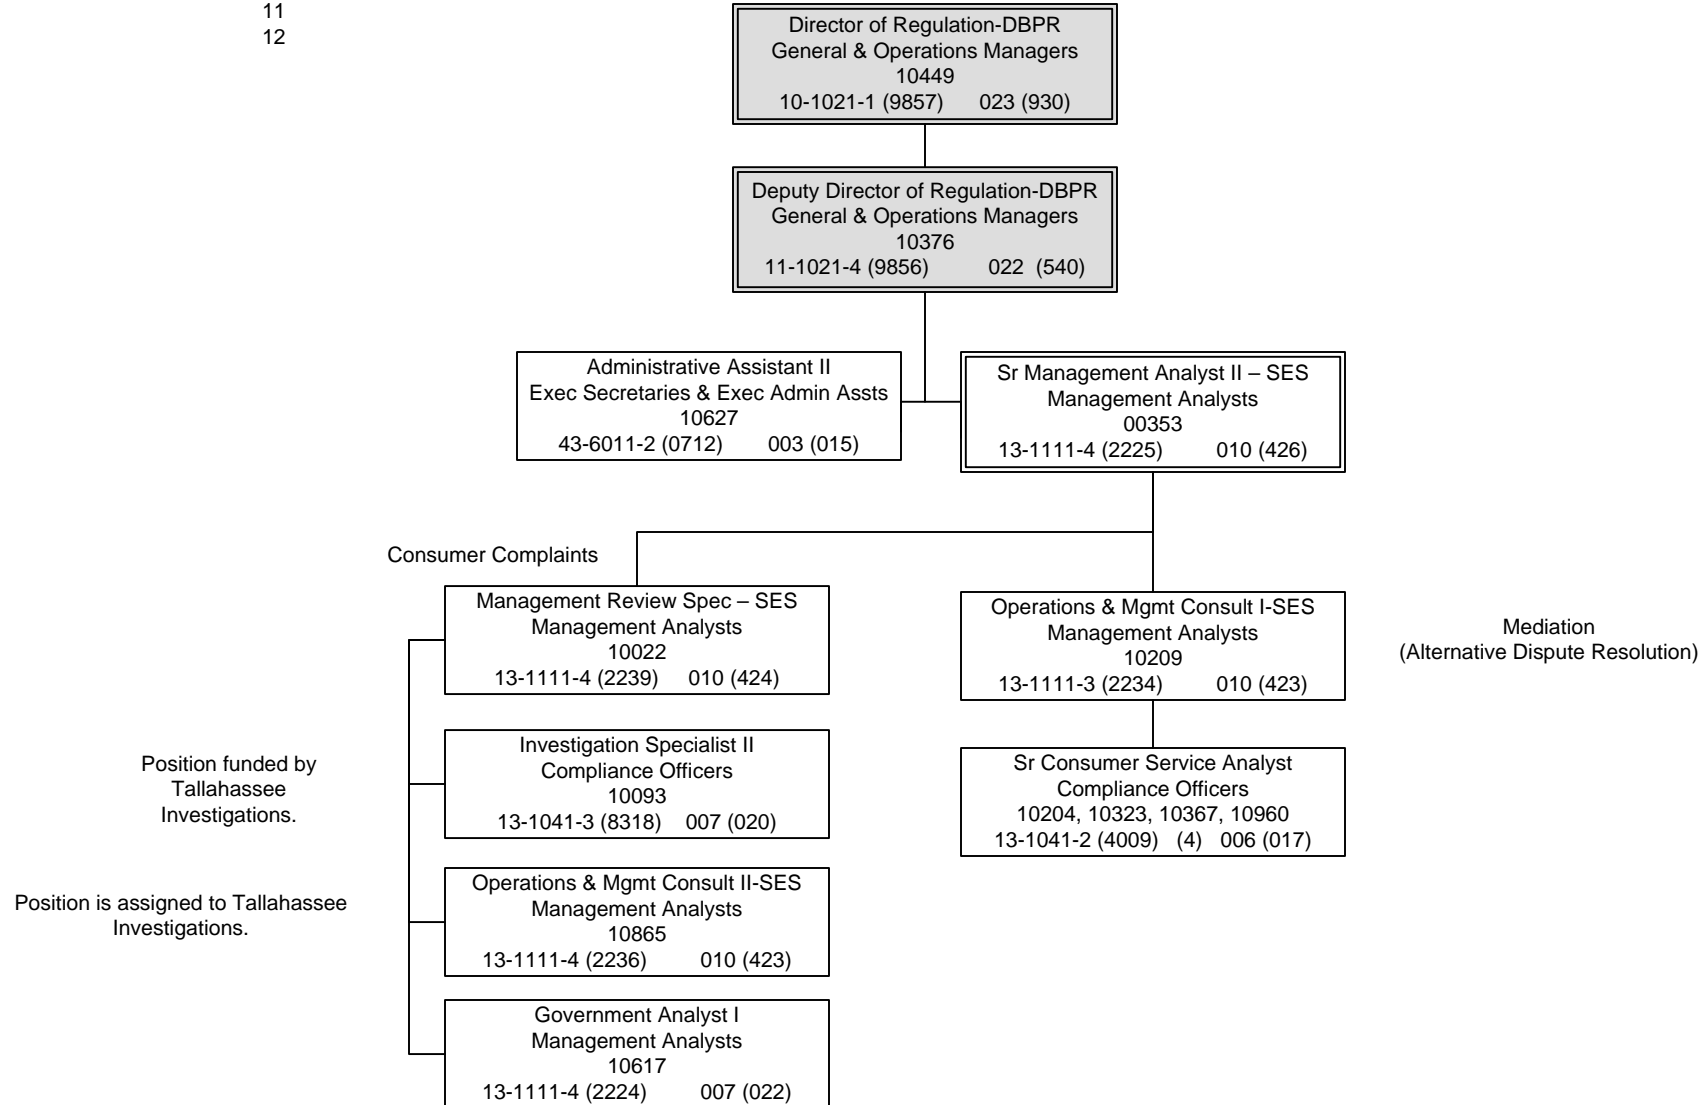 11
12
Director of Regulation-DBPR
General & Operations Managers
10449
10-1021-1 (9857) 023 (930)
Deputy Director of Regulation-DBPR
General & Operations Managers
10376
11-1021-4 (9856) 022 (540)
Administrative Assistant II
Exec Secretaries & Exec Admin Assts
10627
43-6011-2 (0712) 003 (015)
Sr Management Analyst II – SES
Management Analysts
00353
13-1111-4 (2225) 010 (426)
Consumer Complaints
Management Review Spec – SES
Management Analysts
10022
13-1111-4 (2239) 010 (424)
Operations & Mgmt Consult I-SES
Management Analysts
10209
13-1111-3 (2234) 010 (423)
Mediation
(Alternative Dispute Resolution)
Position funded by
Tallahassee
Investigations.
Investigation Specialist II
Compliance Officers
10093
13-1041-3 (8318) 007 (020)
Sr Consumer Service Analyst
Compliance Officers
10204, 10323, 10367, 10960
13-1041-2 (4009) (4) 006 (017)
Position is assigned to Tallahassee
Investigations.
Operations & Mgmt Consult II-SES
Management Analysts
10865
13-1111-4 (2236) 010 (423)
Government Analyst I
Management Analysts
10617
13-1111-4 (2224) 007 (022)